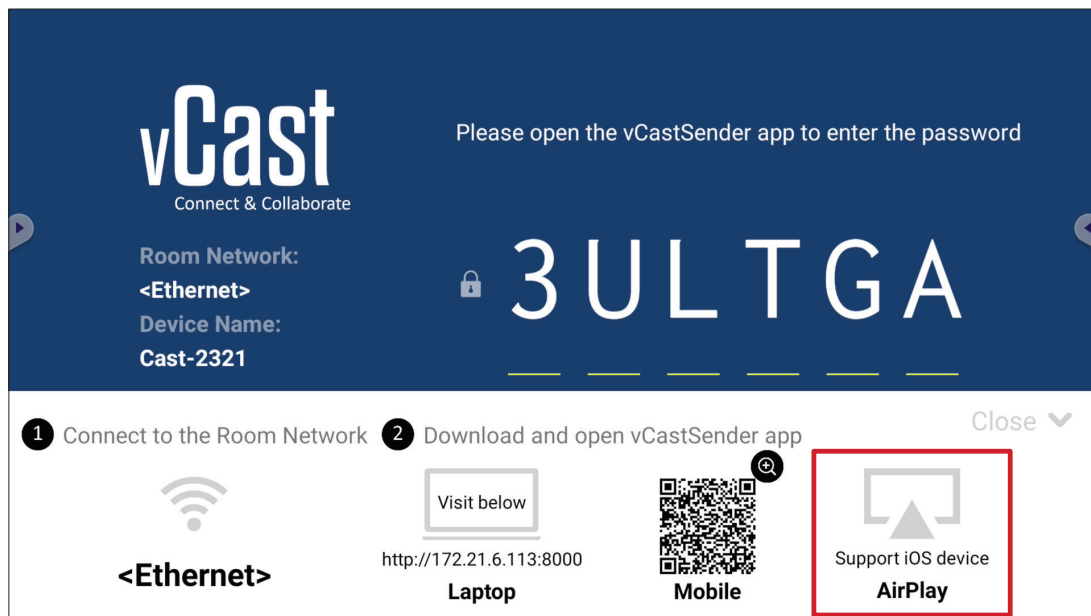 vCast
Connect & Collaborate
Please open the vCastSender app to enter the password
Room Network:
<Ethernet>
Device Name:
Cast-2321
3ULTGA
Close
1 Connect to the Room Network
2 Download and open vCastSender app
<Ethernet>
Visit below
http://172.21.6.113:8000
Laptop
Mobile
Support iOS device
AirPlay